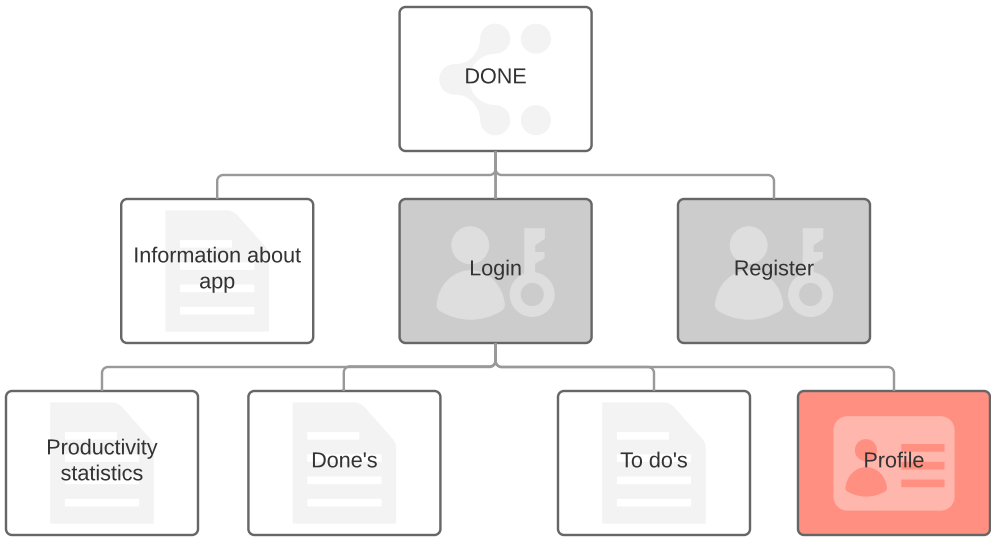 DONE
Information about
app
Login
Register
Productivity
statistics
Done's
To do's
Profile